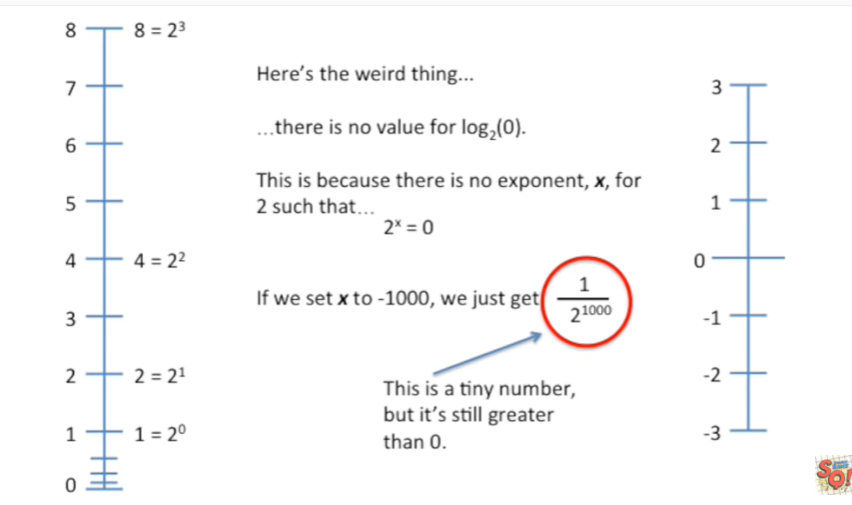 8 8 = 2³
Here's the weird thing...
7
3
...there is no value for log₂(0).
6
2
This is because there is no exponent, x, for
5
2 such that...
1
2ˣ = 0
4 4 = 2²
0
If we set x to -1000, we just get 1/2¹⁰⁰⁰
3
-1
2 2 = 2¹
-2
This is a tiny number,
but it's still greater
than 0.
1 1 = 2⁰
-3
0
SO!